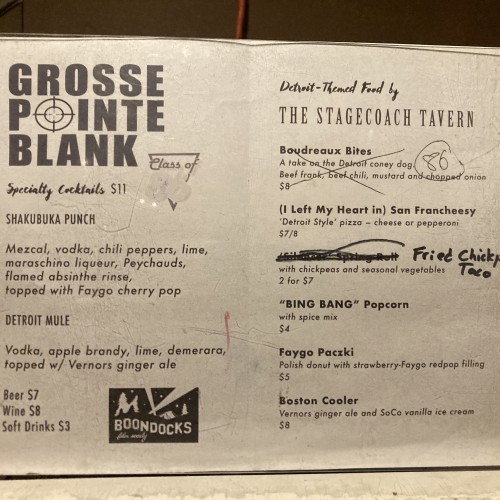 GROSSE
POINTE
BLANK
Class of
Specialty Cocktails $11
SHAKUBUKA PUNCH
Mezcal, vodka, chili peppers, lime,
maraschino liqueur, Peychauds,
flamed absinthe rinse,
topped with Faygo cherry pop
DETROIT MULE
Vodka, apple brandy, lime, demerara,
topped w/ Vernors ginger ale
Beer $7
Wine $8
Soft Drinks $3
BOONDOCKS
film society
Detroit-Themed Food by
THE STAGECOACH TAVERN
Boudreaux Bites
86
A take on the Detroit coney dog.
Beef frank, beef chili, mustard and chopped onion
$8
(I Left My Heart in) San Francheesy
'Detroit Style' pizza – cheese or pepperoni
$7/8
Spring Roll
Fried Chickp
Taco
with chickpeas and seasonal vegetables
2 for $7
"BING BANG" Popcorn
with spice mix
$4
Faygo Paczki
Polish donut with strawberry-Faygo redpop filling
$5
Boston Cooler
Vernors ginger ale and SoCo vanilla ice cream
$8